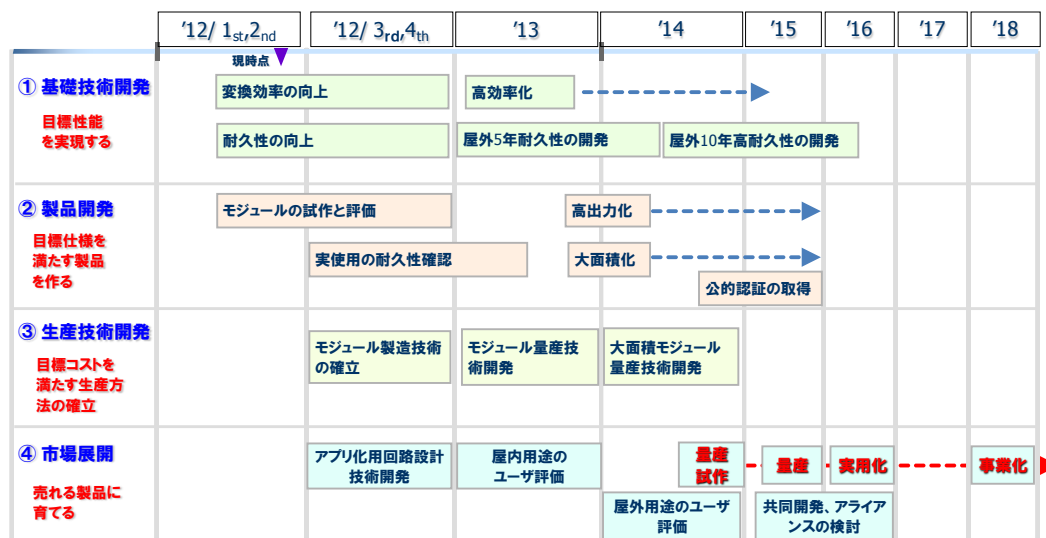 '12/ 1st,2nd
'12/ 3rd,4th
'13
'14
'15
'16
'17
'18
現時点
① 基礎技術開発
目標性能
を実現する
変換効率の向上
高効率化
耐久性の向上
屋外5年耐久性の開発
屋外10年高耐久性の開発
② 製品開発
目標仕様を
満たす製品
を作る
モジュールの試作と評価
高出力化
実使用の耐久性確認
大面積化
公的認証の取得
③ 生産技術開発
目標コストを
満たす生産方
法の確立
モジュール製造技術
の確立
モジュール量産技
術開発
大面積モジュール
量産技術開発
④ 市場展開
売れる製品に
育てる
アプリ化用回路設計
技術開発
屋内用途の
ユーザ評価
量産
試作
量産
実用化
事業化
屋外用途のユーザ
評価
共同開発、アライア
ンスの検討